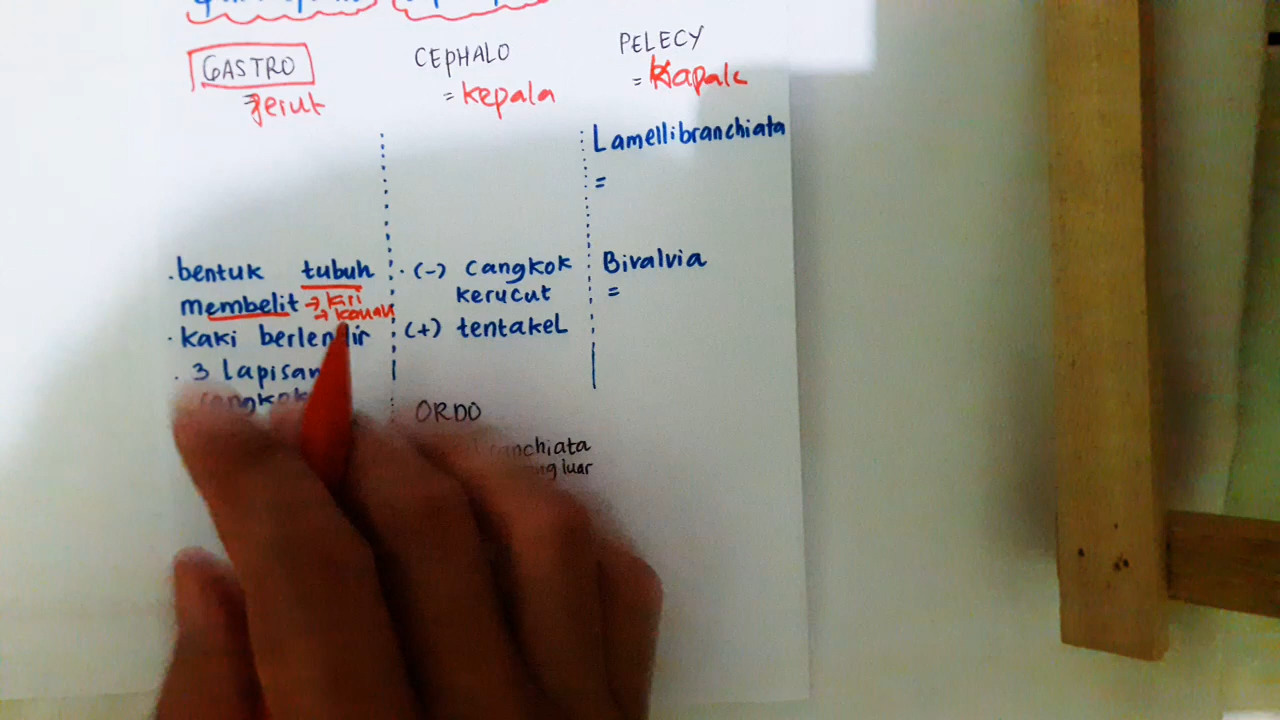 GASTRO
= Perut
CEPHALO
= kepala
PELECY
= Kapak
Lamellibranchiata
=
Bivalvia
=
. bentuk tubuh
membelit → kiri
→ kanan
. kaki berlendir
. 3 lapisan
cangkok
. (-) cangkok
kerucut
(+) tentakel
ORDO